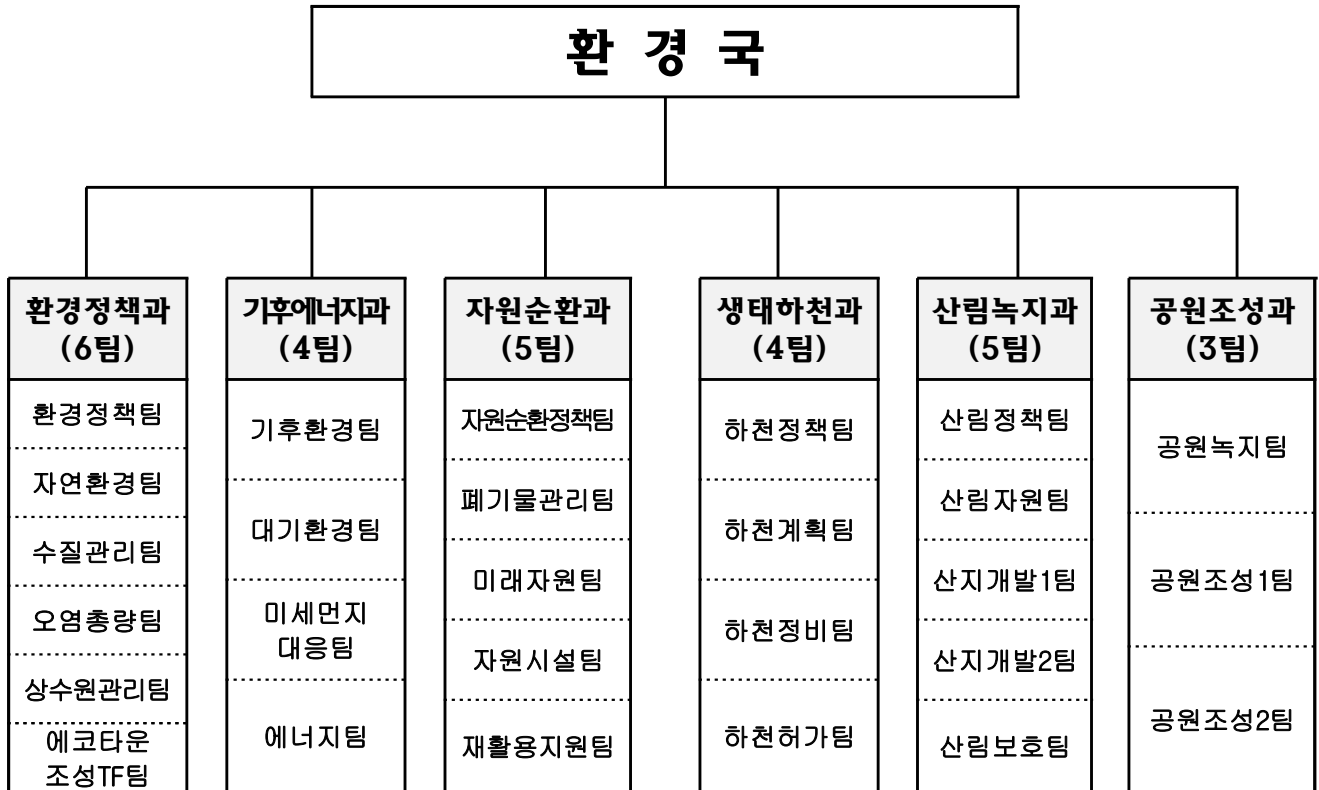 환 경 국
환경정책과
(6팀)
환경정책팀
자연환경팀
수질관리팀
오염총량팀
상수원관리팀
에코타운
조성TF팀
기후에너지과
(4팀)
기후환경팀
대기환경팀
미세먼지
대응팀
에너지팀
자원순환과
(5팀)
자원순환정책팀
폐기물관리팀
미래자원팀
자원시설팀
재활용지원팀
생태하천과
(4팀)
하천정책팀
하천계획팀
하천정비팀
하천허가팀
산림녹지과
(5팀)
산림정책팀
산림자원팀
산지개발1팀
산지개발2팀
산림보호팀
공원조성과
(3팀)
공원녹지팀
공원조성1팀
공원조성2팀